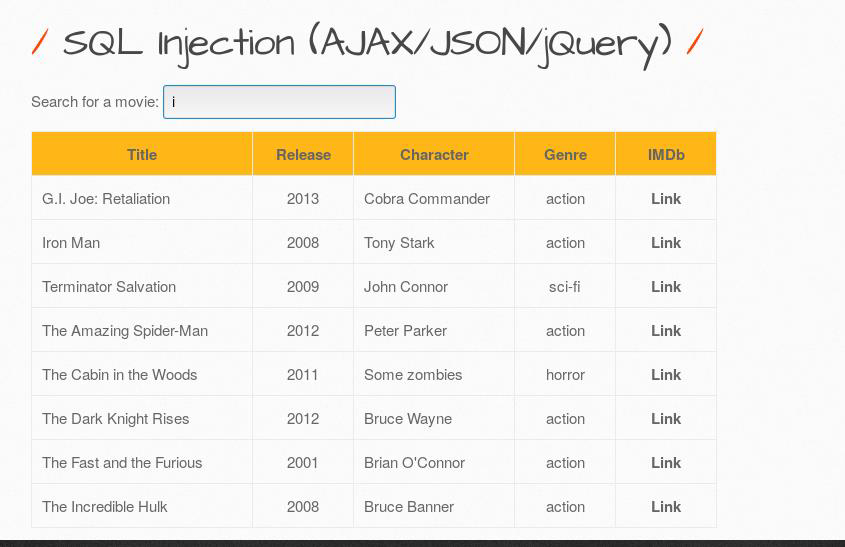 / SQL Injection (AJAX/JSON/jQuery) /
Search for a movie: i
Title Release Character Genre IMDb
G.I. Joe: Retaliation 2013 Cobra Commander action Link
Iron Man 2008 Tony Stark action Link
Terminator Salvation 2009 John Connor sci-fi Link
The Amazing Spider-Man 2012 Peter Parker action Link
The Cabin in the Woods 2011 Some zombies horror Link
The Dark Knight Rises 2012 Bruce Wayne action Link
The Fast and the Furious 2001 Brian O'Connor action Link
The Incredible Hulk 2008 Bruce Banner action Link